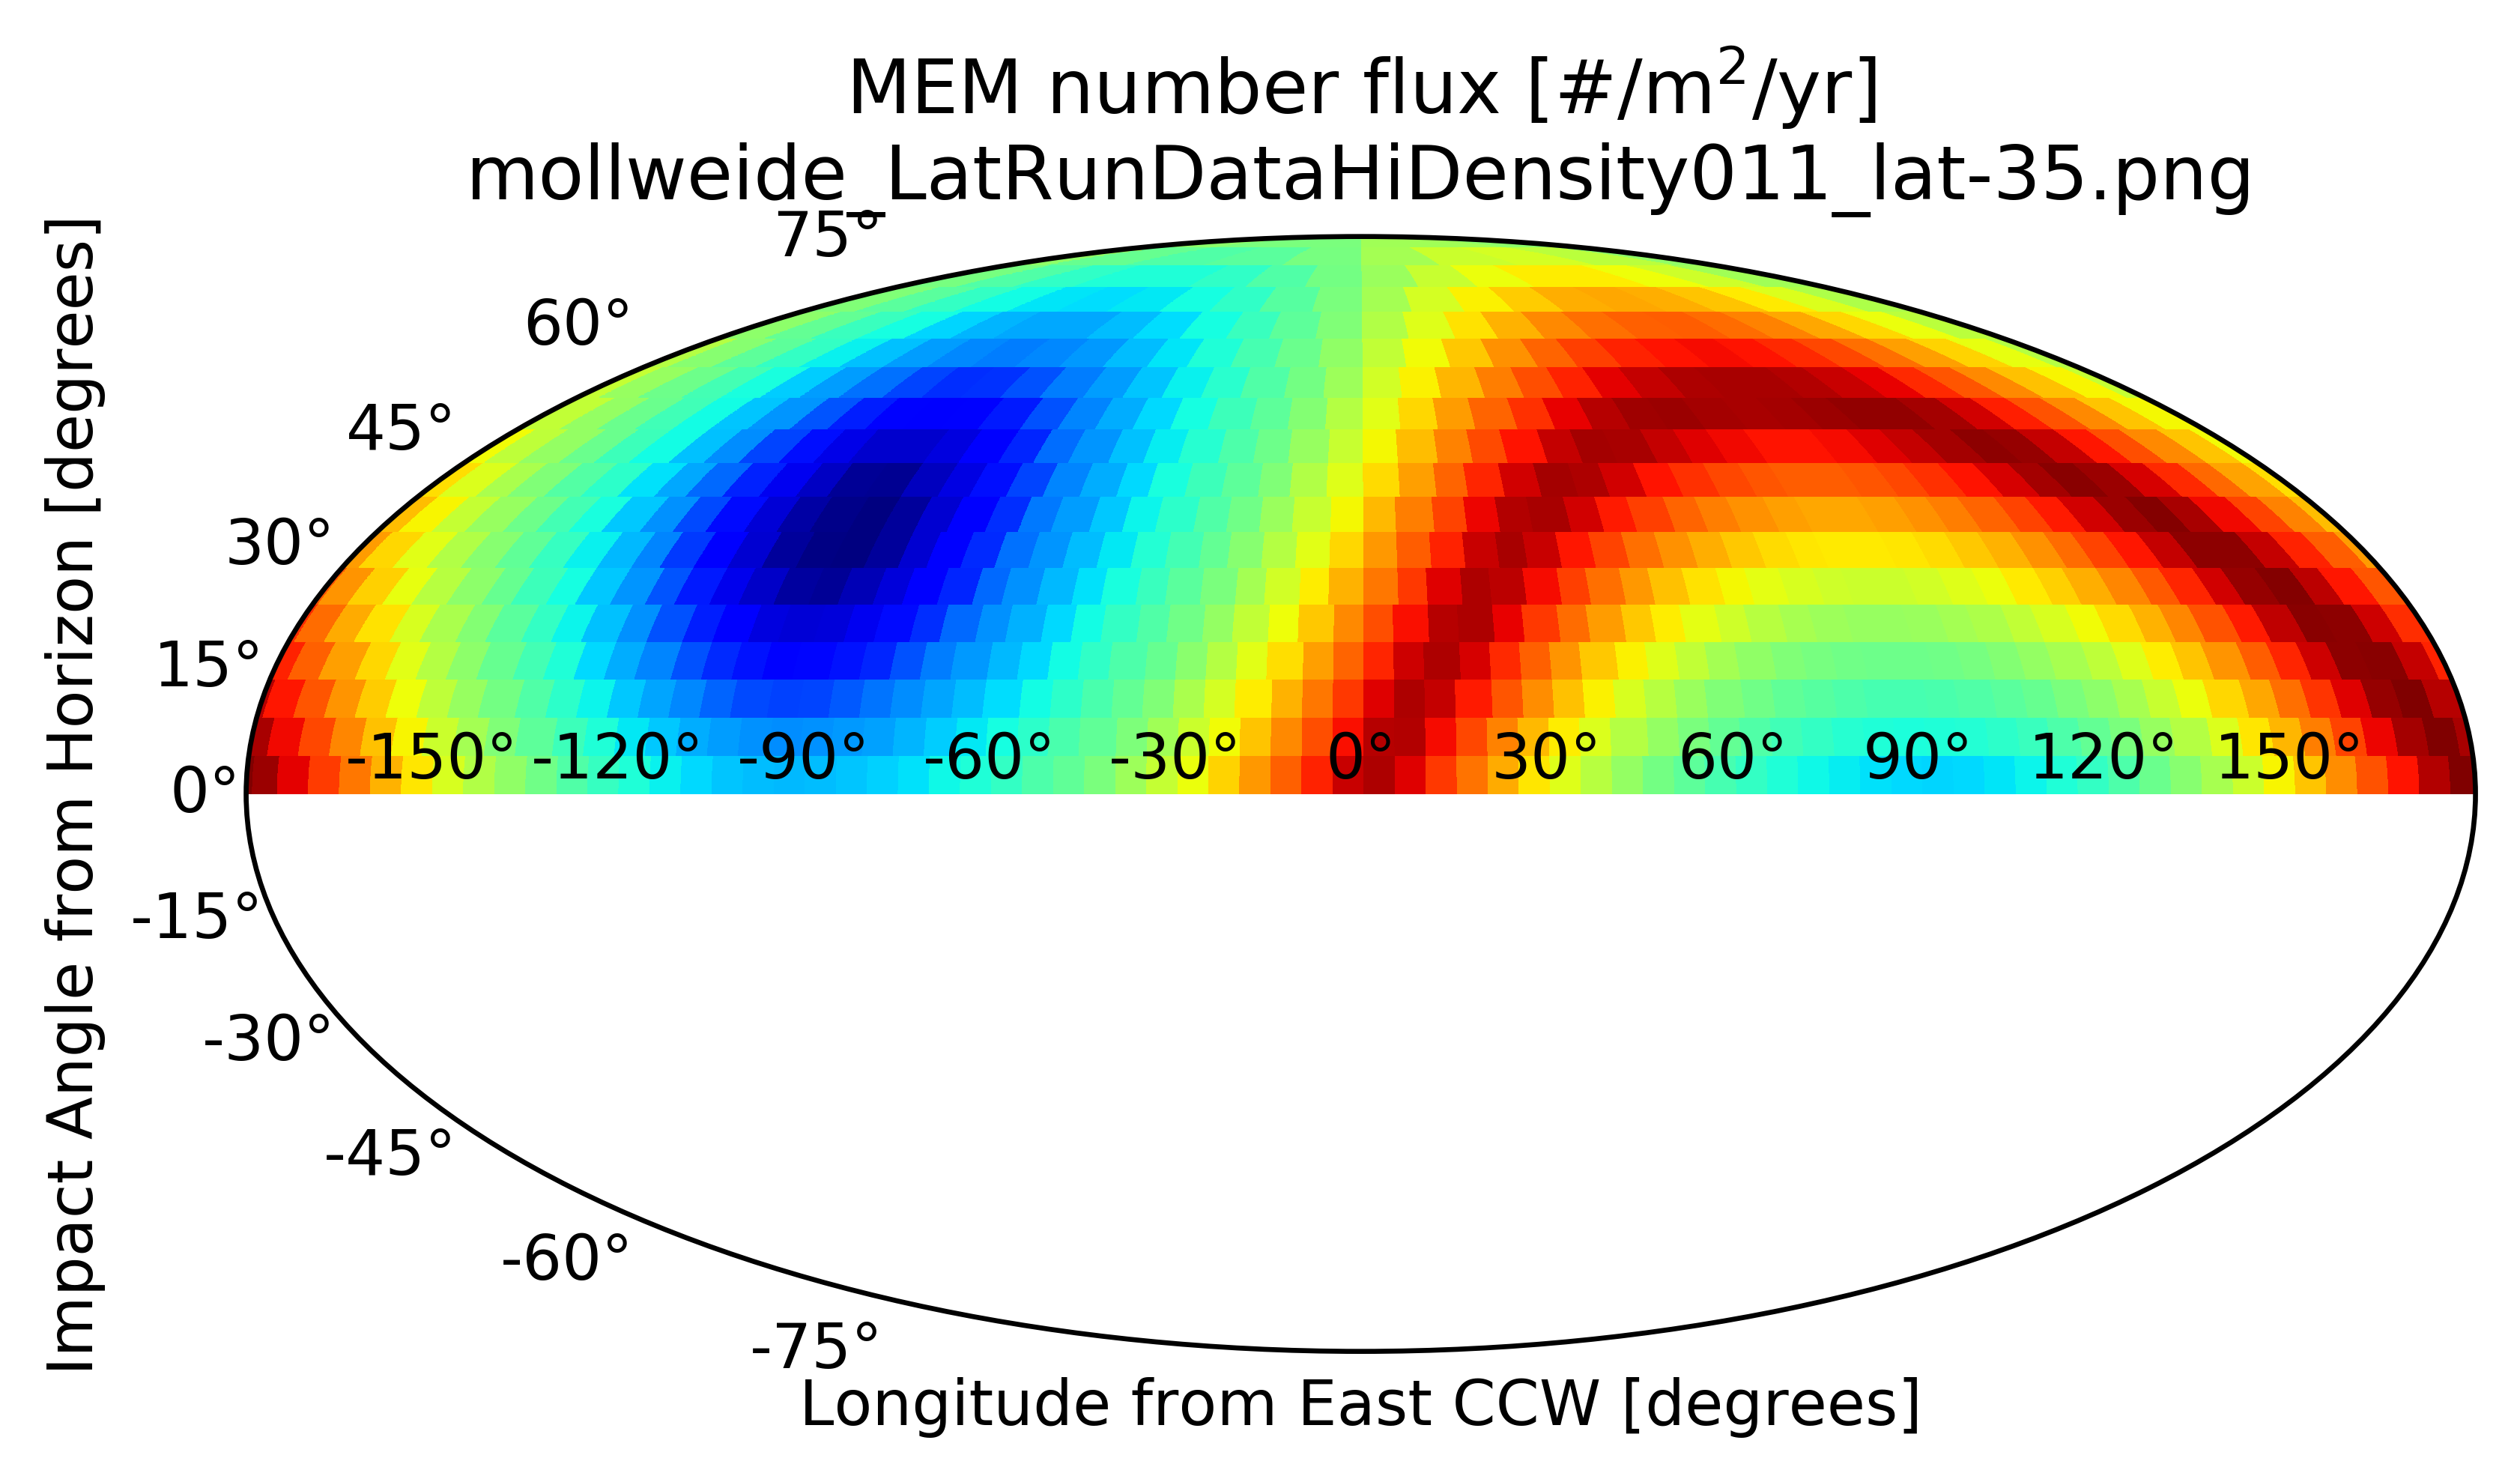 MEM number flux [#/m²/yr]
mollweide_LatRunDataHiDensity011_lat-35.png
Impact Angle from Horizon [degrees]
75°
60°
45°
30°
15°
0°
-15°
-30°
-45°
-60°
-75°
-150° -120° -90° -60° -30° 0° 30° 60° 90° 120° 150°
Longitude from East CCW [degrees]